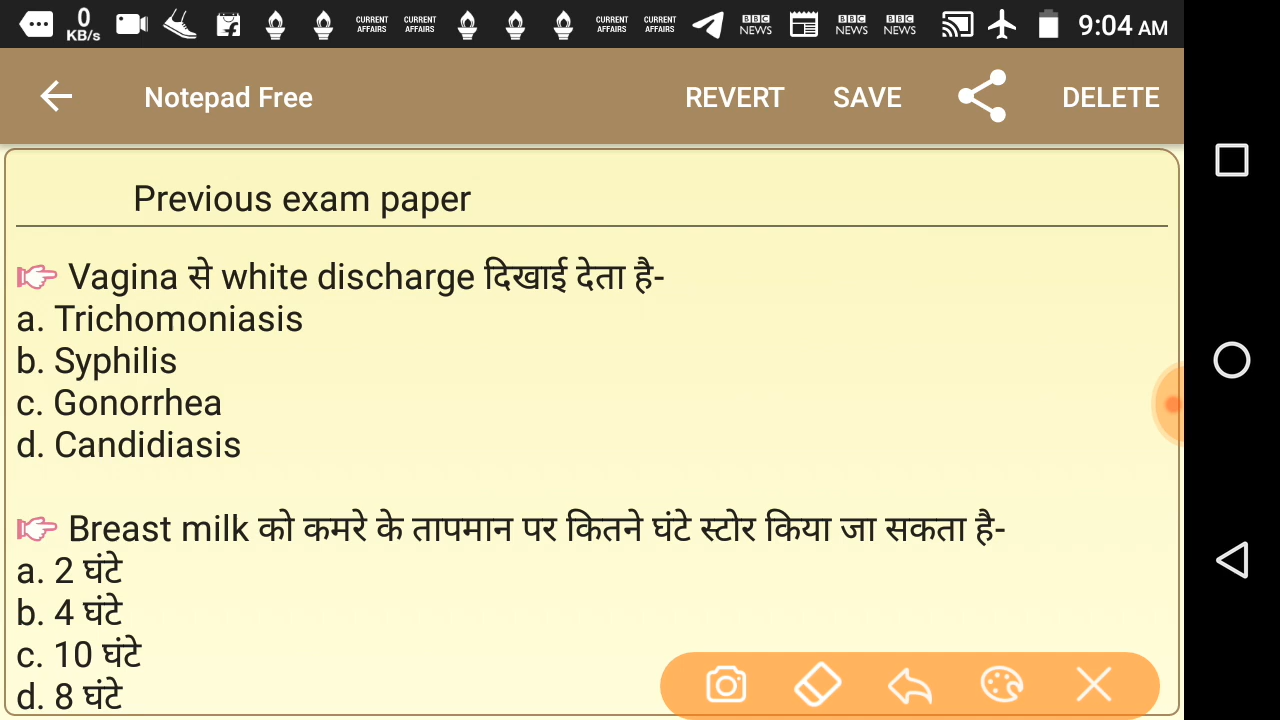 0
KB/s
CURRENT AFFAIRS
CURRENT AFFAIRS
CURRENT AFFAIRS
CURRENT AFFAIRS
BBC NEWS
BBC NEWS
BBC NEWS
9:04 AM
Notepad Free REVERT SAVE DELETE
Previous exam paper
👉 Vagina से white discharge दिखाई देता है-
a. Trichomoniasis
b. Syphilis
c. Gonorrhea
d. Candidiasis
👉 Breast milk को कमरे के तापमान पर कितने घंटे स्टोर किया जा सकता है-
a. 2 घंटे
b. 4 घंटे
c. 10 घंटे
d. 8 घंटे